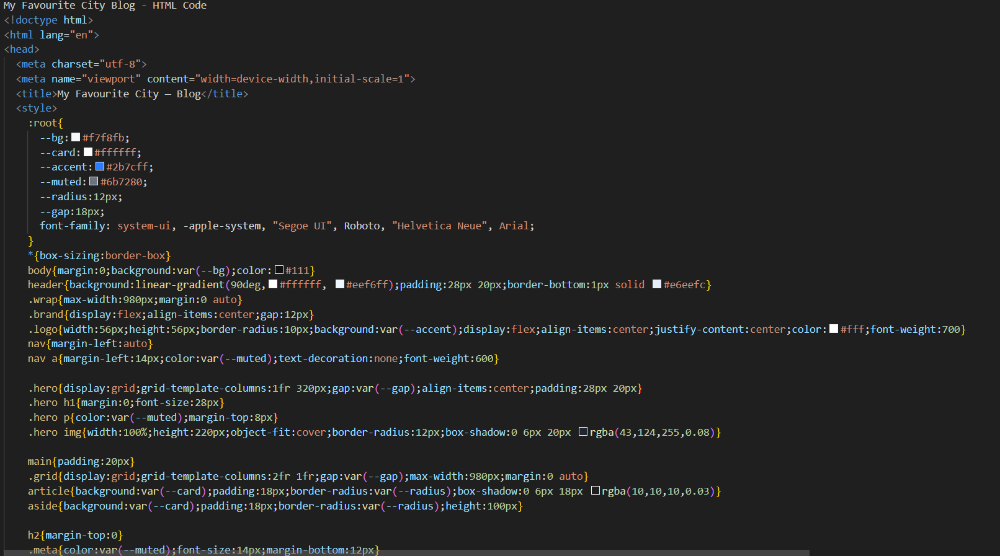 My Favourite City Blog - HTML Code
<!doctype html>
<html lang="en">
<head>
<meta charset="utf-8">
<meta name="viewport" content="width=device-width,initial-scale=1">
<title>My Favourite City — Blog</title>
<style>
:root{
--bg:#f7f8fb;
--card:#ffffff;
--accent:#2b7cff;
--muted:#6b7280;
--radius:12px;
--gap:18px;
font-family: system-ui, -apple-system, "Segoe UI", Roboto, "Helvetica Neue", Arial;
}
*{box-sizing:border-box}
body{margin:0;background:var(--bg);color:#111}
header{background:linear-gradient(90deg,#ffffff, #eef6ff);padding:28px 20px;border-bottom:1px solid #e6eefc}
.wrap{max-width:980px;margin:0 auto}
.brand{display:flex;align-items:center;gap:12px}
.logo{width:56px;height:56px;border-radius:10px;background:var(--accent);display:flex;align-items:center;justify-content:center;color:#fff;font-weight:700}
nav{margin-left:auto}
nav a{margin-left:14px;color:var(--muted);text-decoration:none;font-weight:600}
.hero{display:grid;grid-template-columns:1fr 320px;gap:var(--gap);align-items:center;padding:28px 20px}
.hero h1{margin:0;font-size:28px}
.hero p{color:var(--muted);margin-top:8px}
.hero img{width:100%;height:220px;object-fit:cover;border-radius:12px;box-shadow:0 6px 20px rgba(43,124,255,0.08)}
main{padding:20px}
.grid{display:grid;grid-template-columns:2fr 1fr;gap:var(--gap);max-width:980px;margin:0 auto}
article{background:var(--card);padding:18px;border-radius:var(--radius);box-shadow:0 6px 18px rgba(10,10,10,0.03)}
aside{background:var(--card);padding:18px;border-radius:var(--radius);height:100px}
h2{margin-top:0}
.meta{color:var(--muted);font-size:14px;margin-bottom:12px}